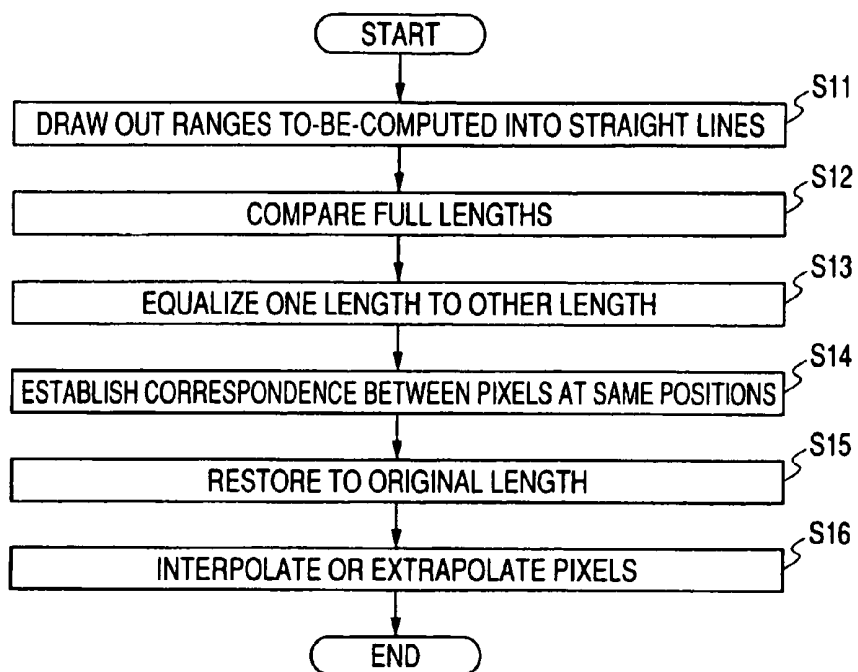 START
S11
DRAW OUT RANGES TO-BE-COMPUTED INTO STRAIGHT LINES
S12
COMPARE FULL LENGTHS
S13
EQUALIZE ONE LENGTH TO OTHER LENGTH
S14
ESTABLISH CORRESPONDENCE BETWEEN PIXELS AT SAME POSITIONS
S15
RESTORE TO ORIGINAL LENGTH
S16
INTERPOLATE OR EXTRAPOLATE PIXELS
END